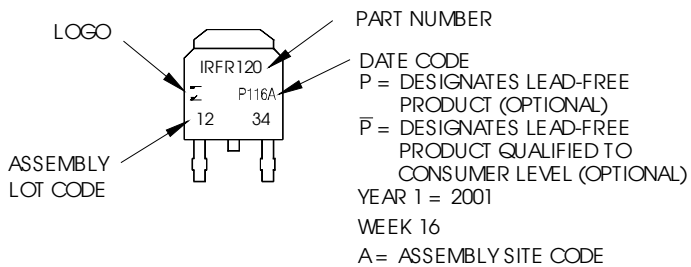 LOGO
PART NUMBER
IRFR120
P116A
12 34
ASSEMBLY
LOT CODE
DATE CODE
P = DESIGNATES LEAD-FREE
PRODUCT (OPTIONAL)
P̅ = DESIGNATES LEAD-FREE
PRODUCT QUALIFIED TO
CONSUMER LEVEL (OPTIONAL)
YEAR 1 = 2001
WEEK 16
A = ASSEMBLY SITE CODE